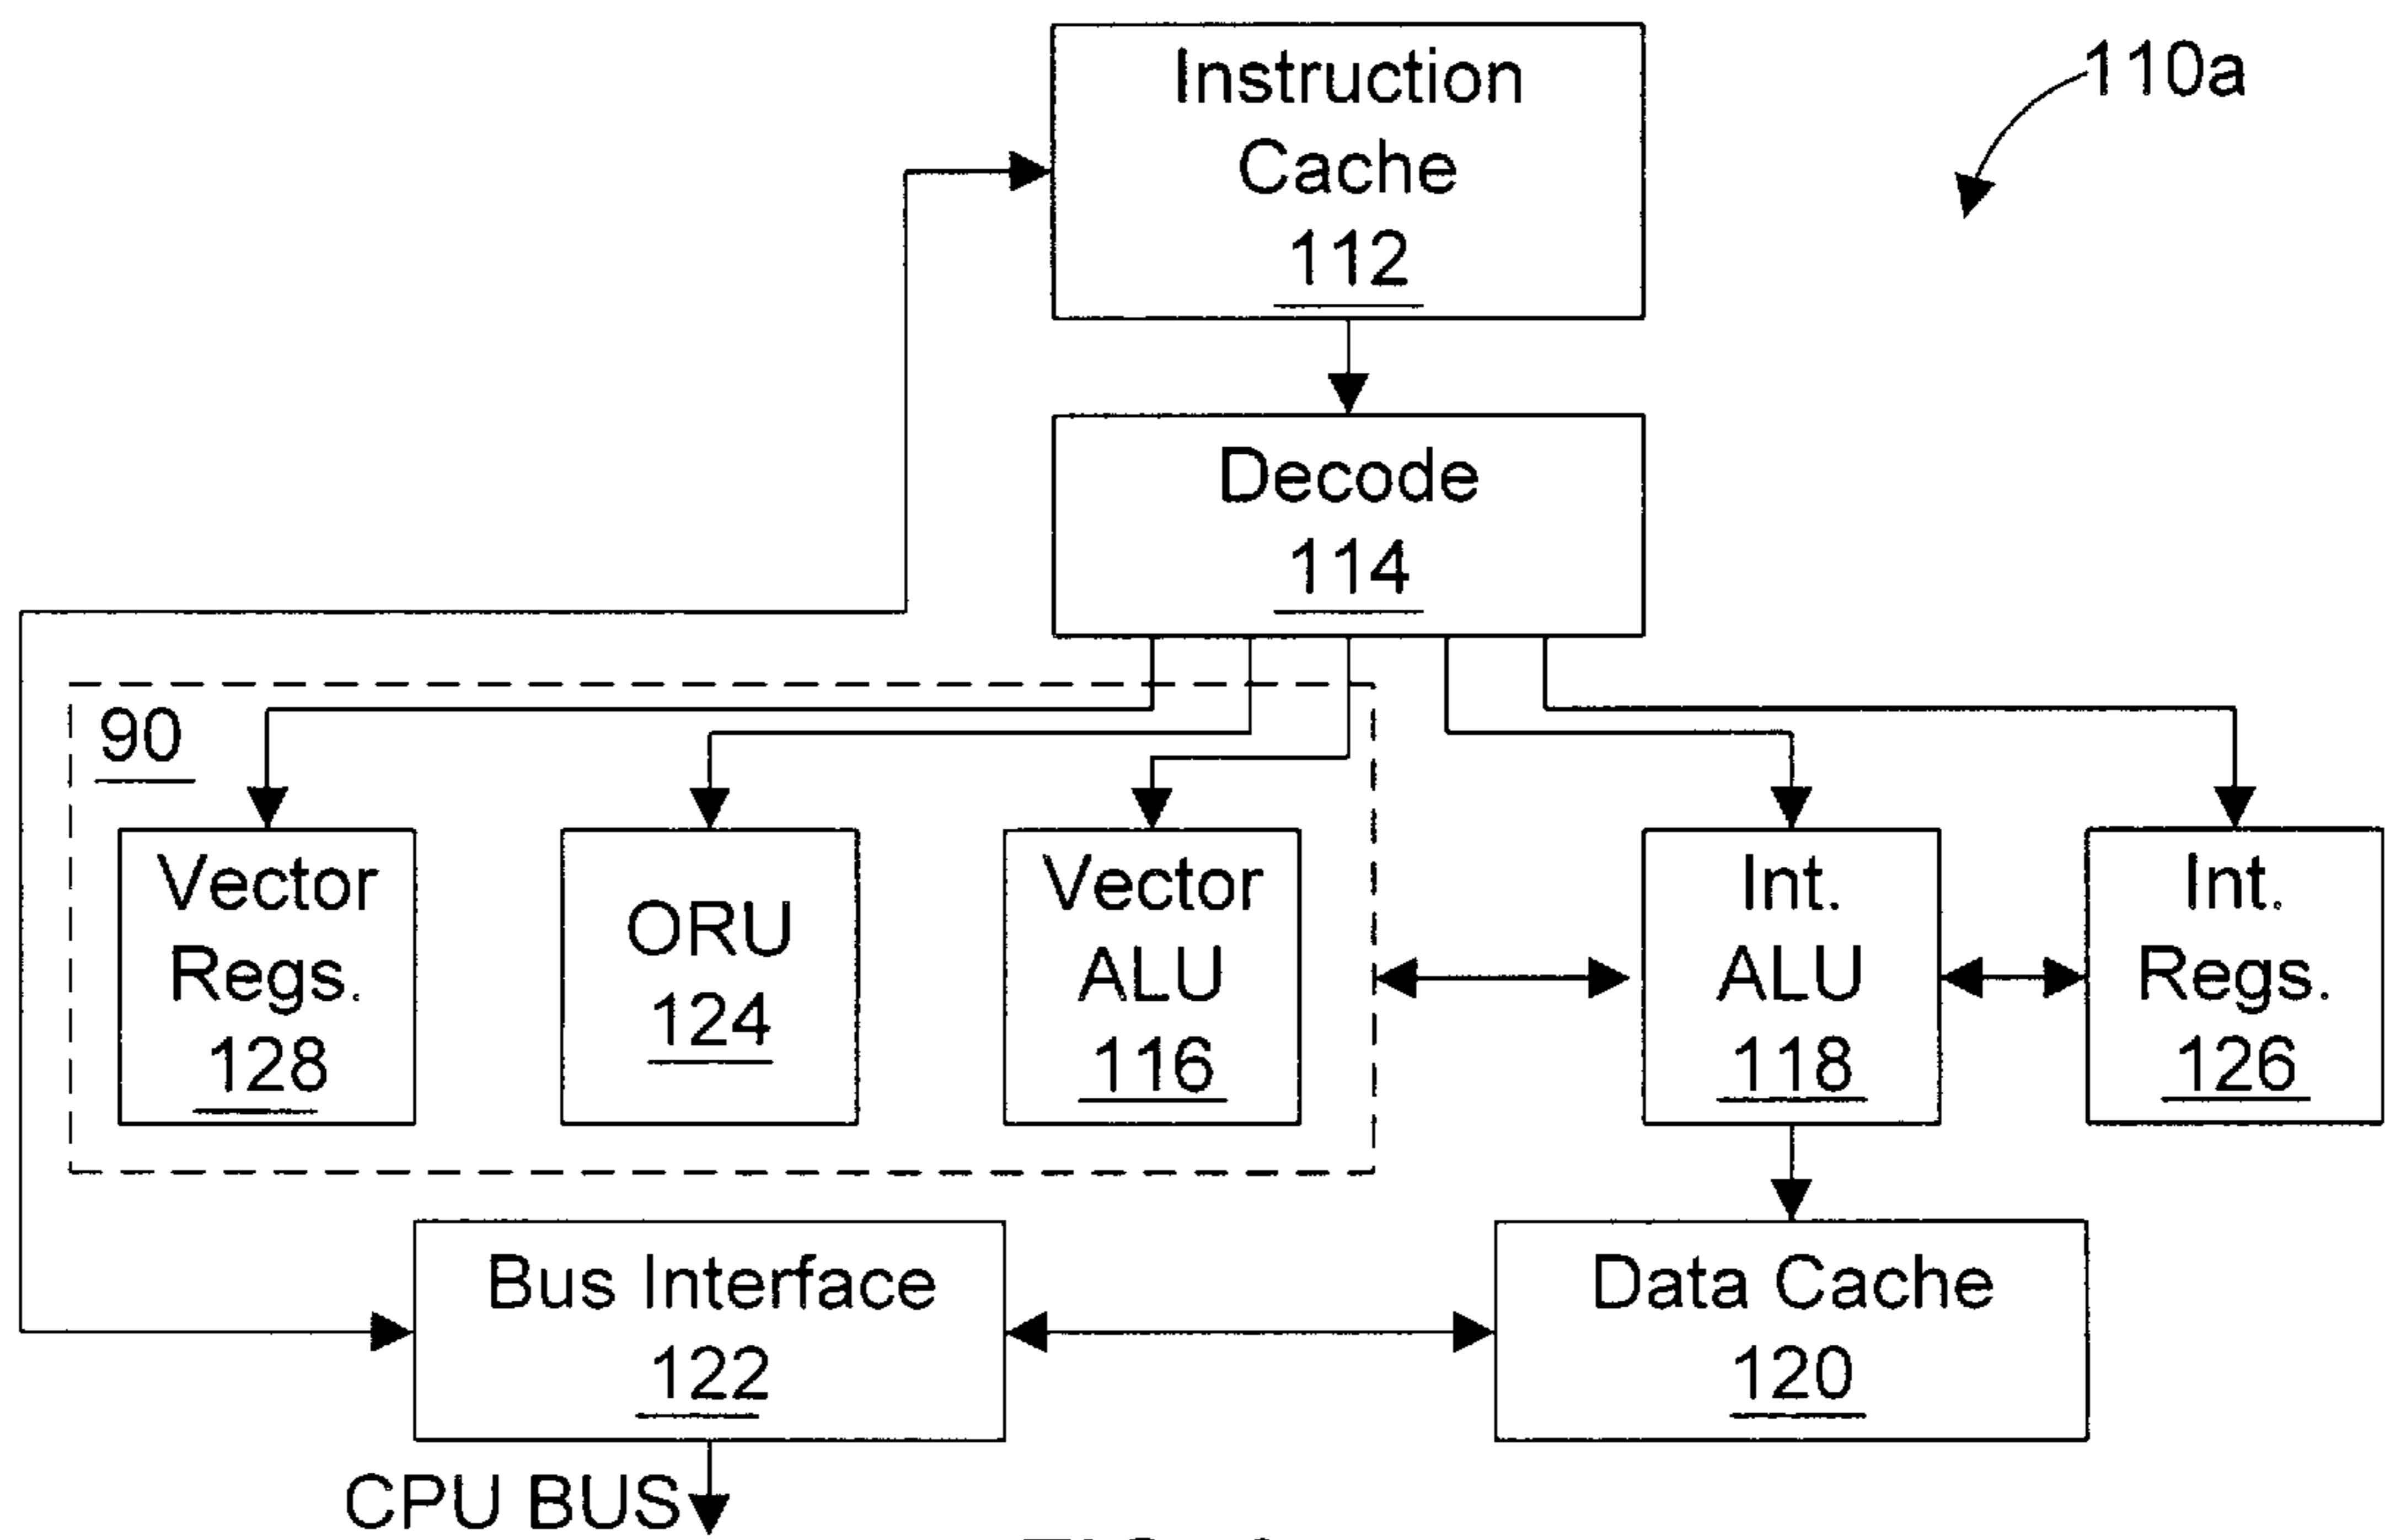 Instruction
Cache
112
110a
Decode
114
90
Vector
Regs.
128
ORU
124
Vector
ALU
116
Int.
ALU
118
Int.
Regs.
126
Bus Interface
122
Data Cache
120
CPU BUS